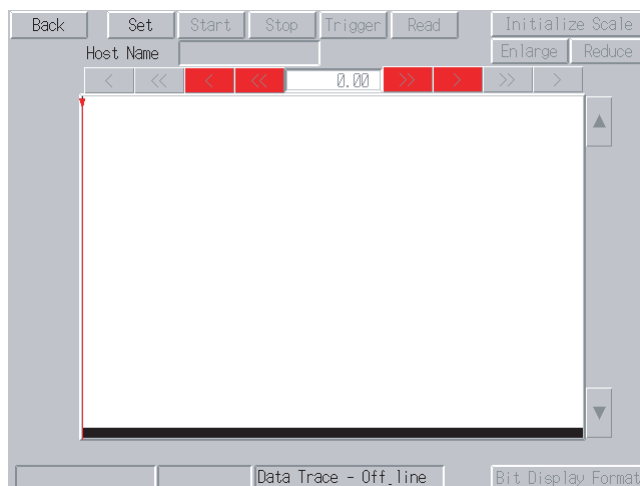 Back Set Start Stop Trigger Read Initialize Scale
Host Name Enlarge Reduce
< << < << 0.00 >> > >> >
Data Trace - Off_line Bit Display Format